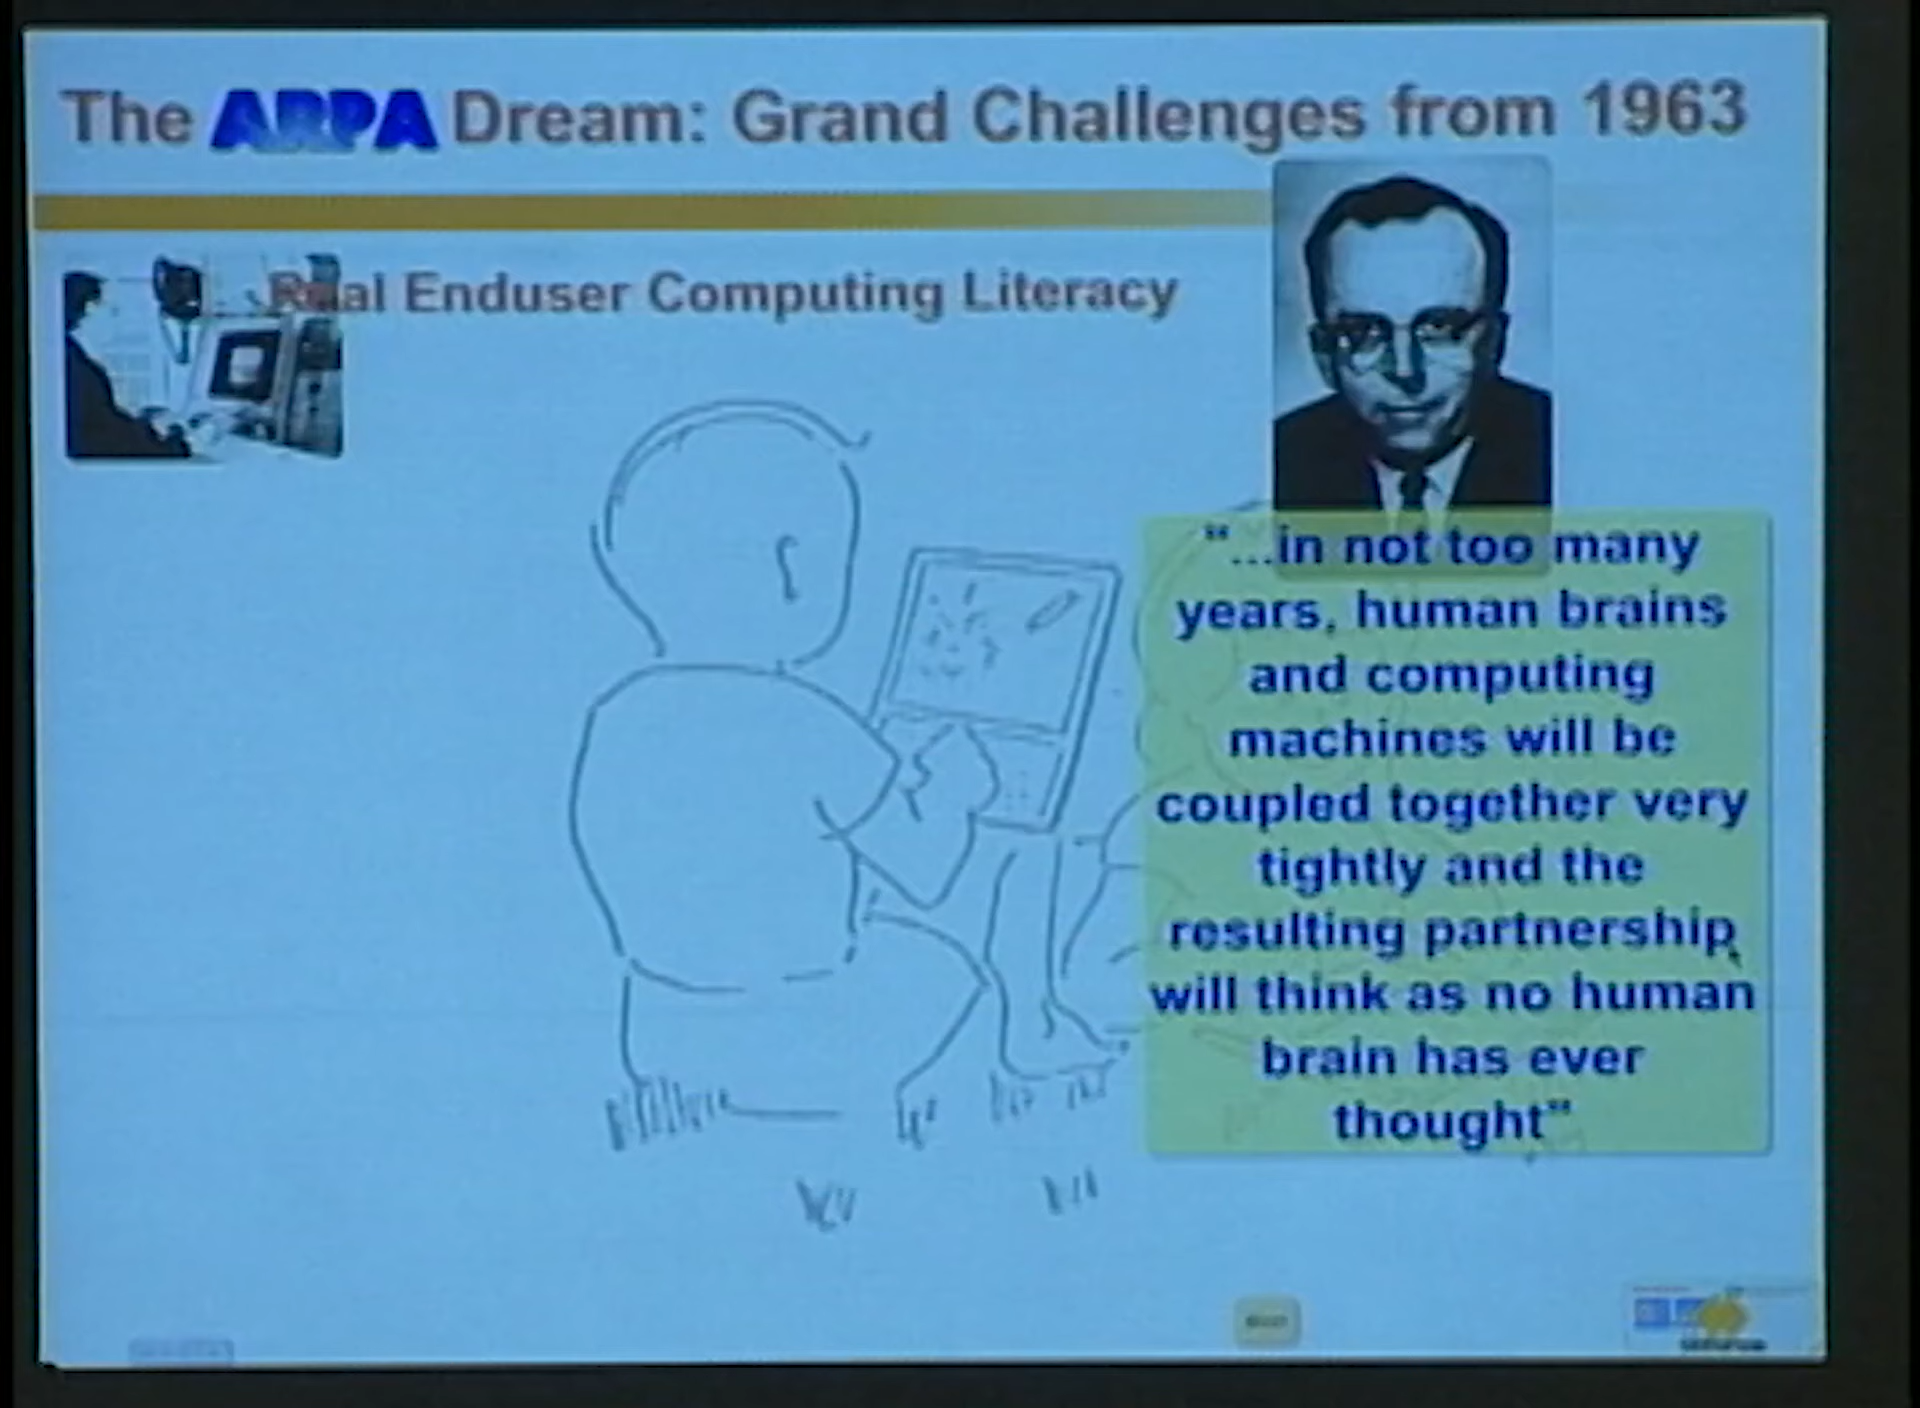 The ARPA Dream: Grand Challenges from 1963
Real Enduser Computing Literacy
"...in not too many
years, human brains
and computing
machines will be
coupled together very
tightly and the
resulting partnership
will think as no human
brain has ever
thought"